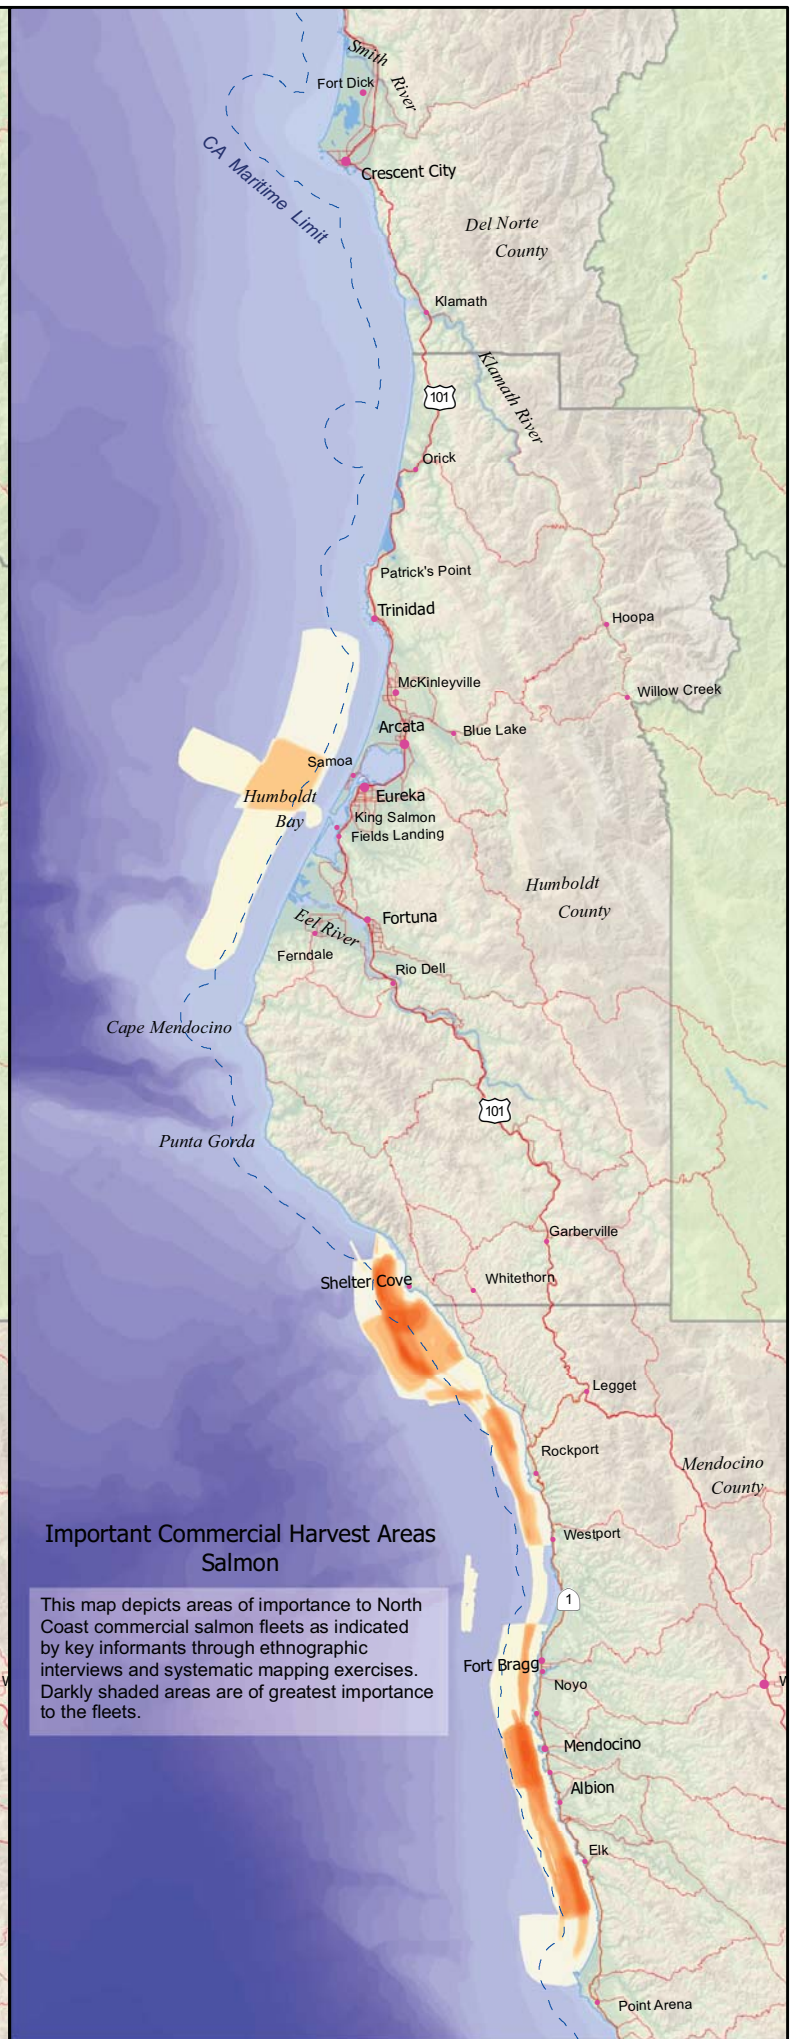 Smith
River
Fort Dick
CA Maritime Limit
Crescent City
Del Norte
County
Klamath
Klamath River
101
Orick
Patrick's Point
Trinidad
Hoopa
McKinleyville
Willow Creek
Arcata
Blue Lake
Samoa
Humboldt
Bay
Eureka
King Salmon
Fields Landing
Humboldt
County
Eel River
Fortuna
Ferndale
Rio Dell
Cape Mendocino
101
Punta Gorda
Garberville
Shelter Cove
Whitethorn
Legget
Rockport
Mendocino
County
Important Commercial Harvest Areas
Salmon
Westport
This map depicts areas of importance to North
Coast commercial salmon fleets as indicated
by key informants through ethnographic
interviews and systematic mapping exercises.
Darkly shaded areas are of greatest importance
to the fleets.
1
Fort Bragg
Noyo
Mendocino
Albion
Elk
Point Arena